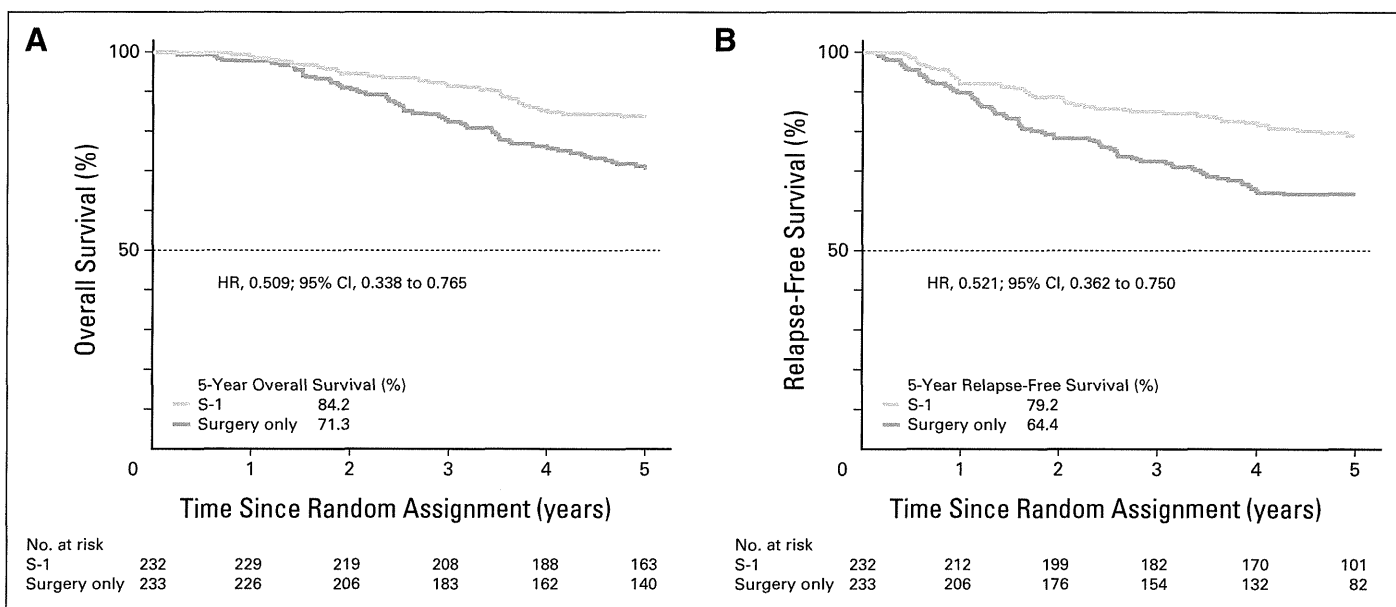 A
Overall Survival (%)
100
50
HR, 0.509; 95% CI, 0.338 to 0.765
5-Year Overall Survival (%)
S-1 84.2
Surgery only 71.3
0 1 2 3 4 5
Time Since Random Assignment (years)
No. at risk
S-1 232 229 219 208 188 163
Surgery only 233 226 206 183 162 140
B
Relapse-Free Survival (%)
100
50
HR, 0.521; 95% CI, 0.362 to 0.750
5-Year Relapse-Free Survival (%)
S-1 79.2
Surgery only 64.4
0 1 2 3 4 5
Time Since Random Assignment (years)
No. at risk
S-1 232 212 199 182 170 101
Surgery only 233 206 176 154 132 82